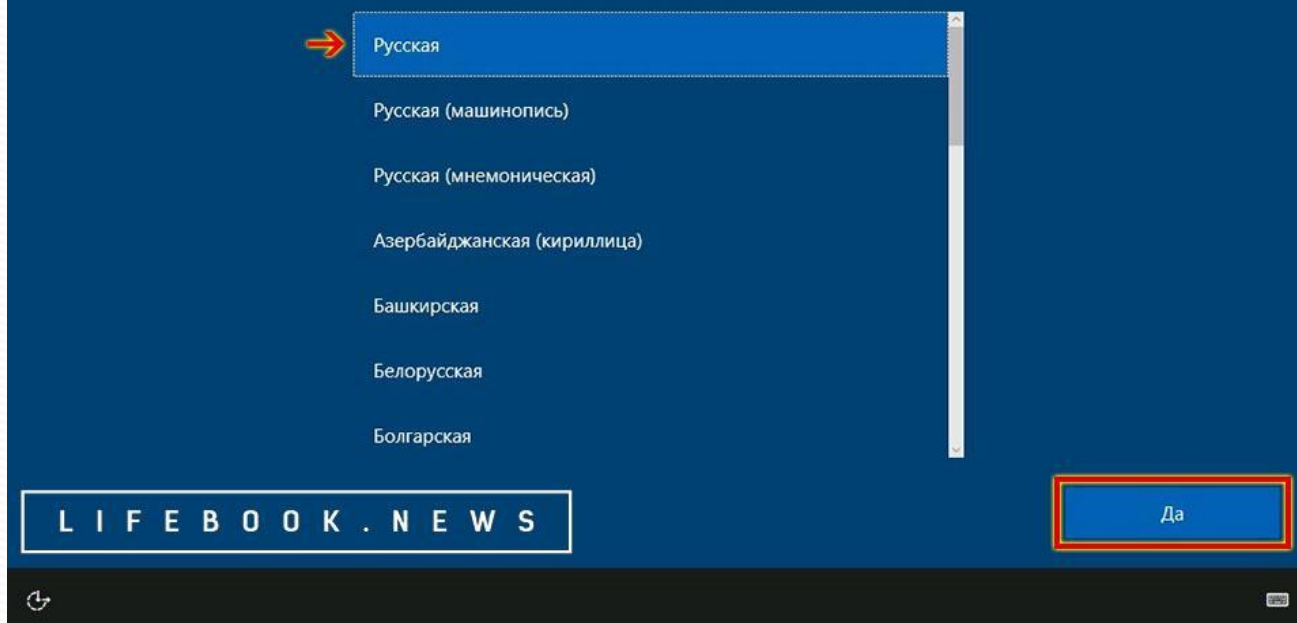 Русская
Русская (машинопись)
Русская (мнемоническая)
Азербайджанская (кириллица)
Башкирская
Белорусская
Болгарская
LIFEBOOK.NEWS
Да